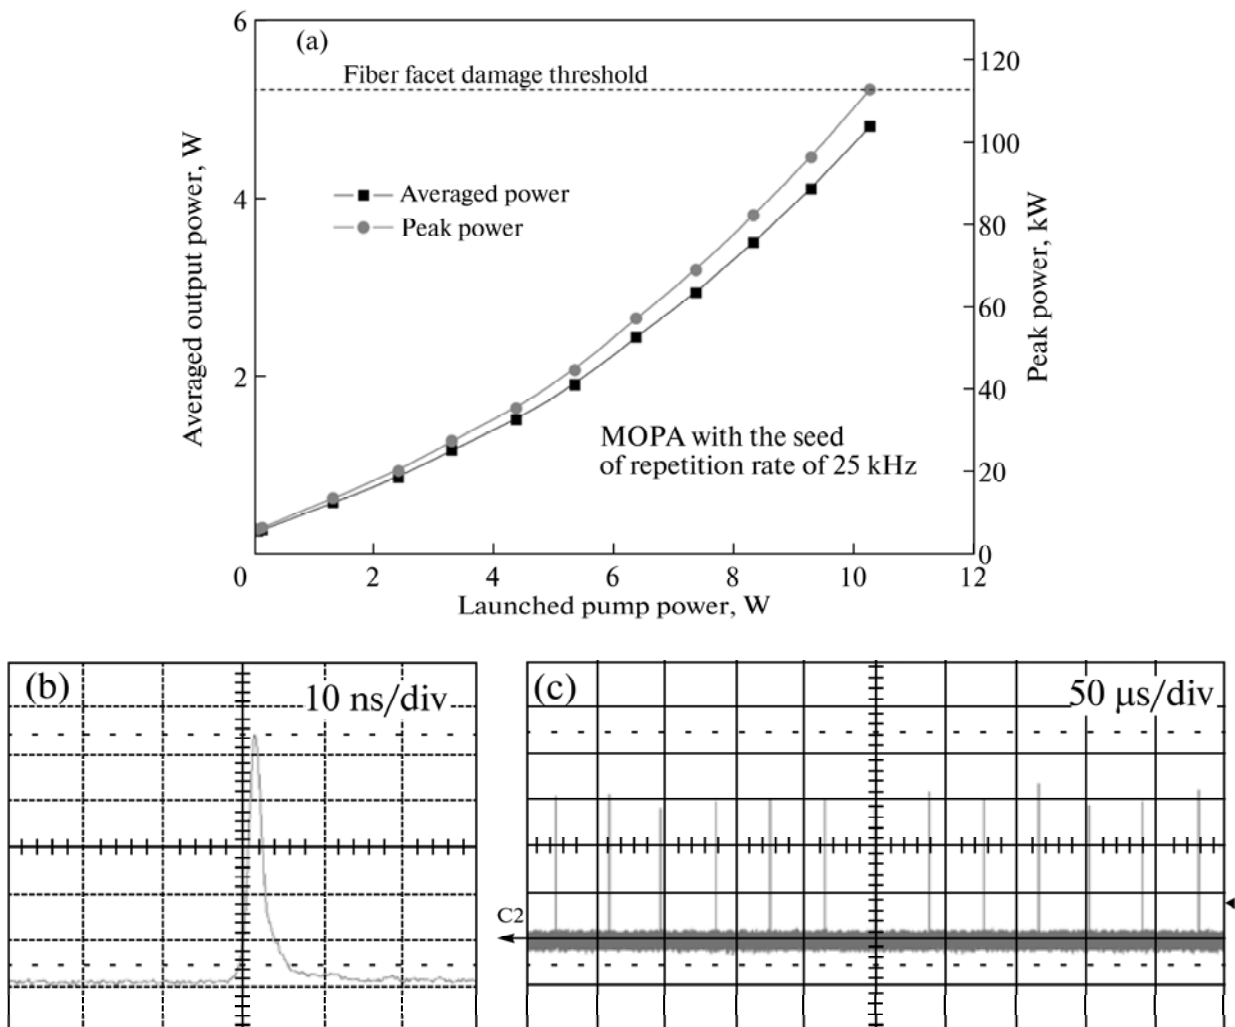 (a)
Fiber facet damage threshold
Averaged power
Peak power
MOPA with the seed
of repetition rate of 25 kHz
Averaged output power, W
6
4
2
0
2
4
6
8
10
12
Launched pump power, W
120
100
80
60
40
20
0
Peak power, kW
(b)
10 ns/div
(c)
50 μs/div
C2